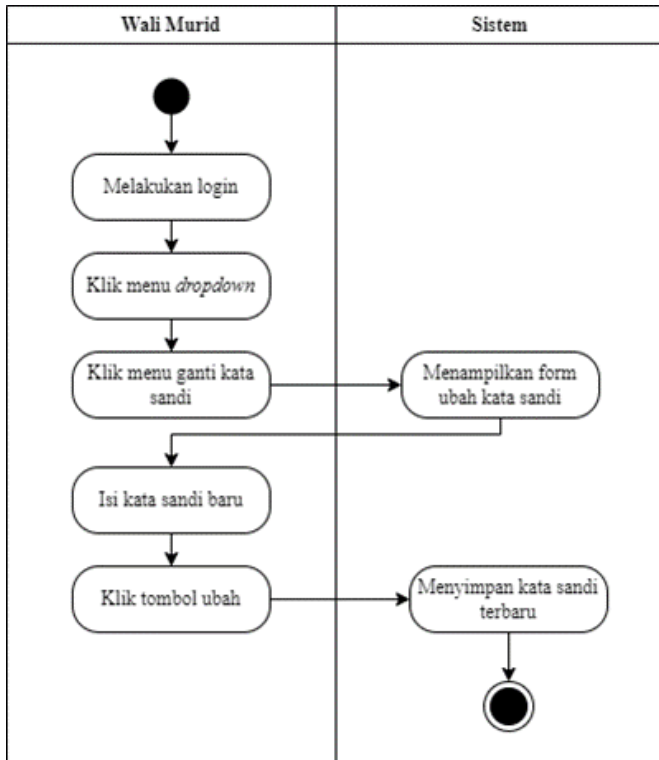 Wali Murid
Sistem
Melakukan login
Klik menu dropdown
Klik menu ganti kata
sandi
Menampilkan form
ubah kata sandi
Isi kata sandi baru
Klik tombol ubah
Menyimpan kata sandi
terbaru